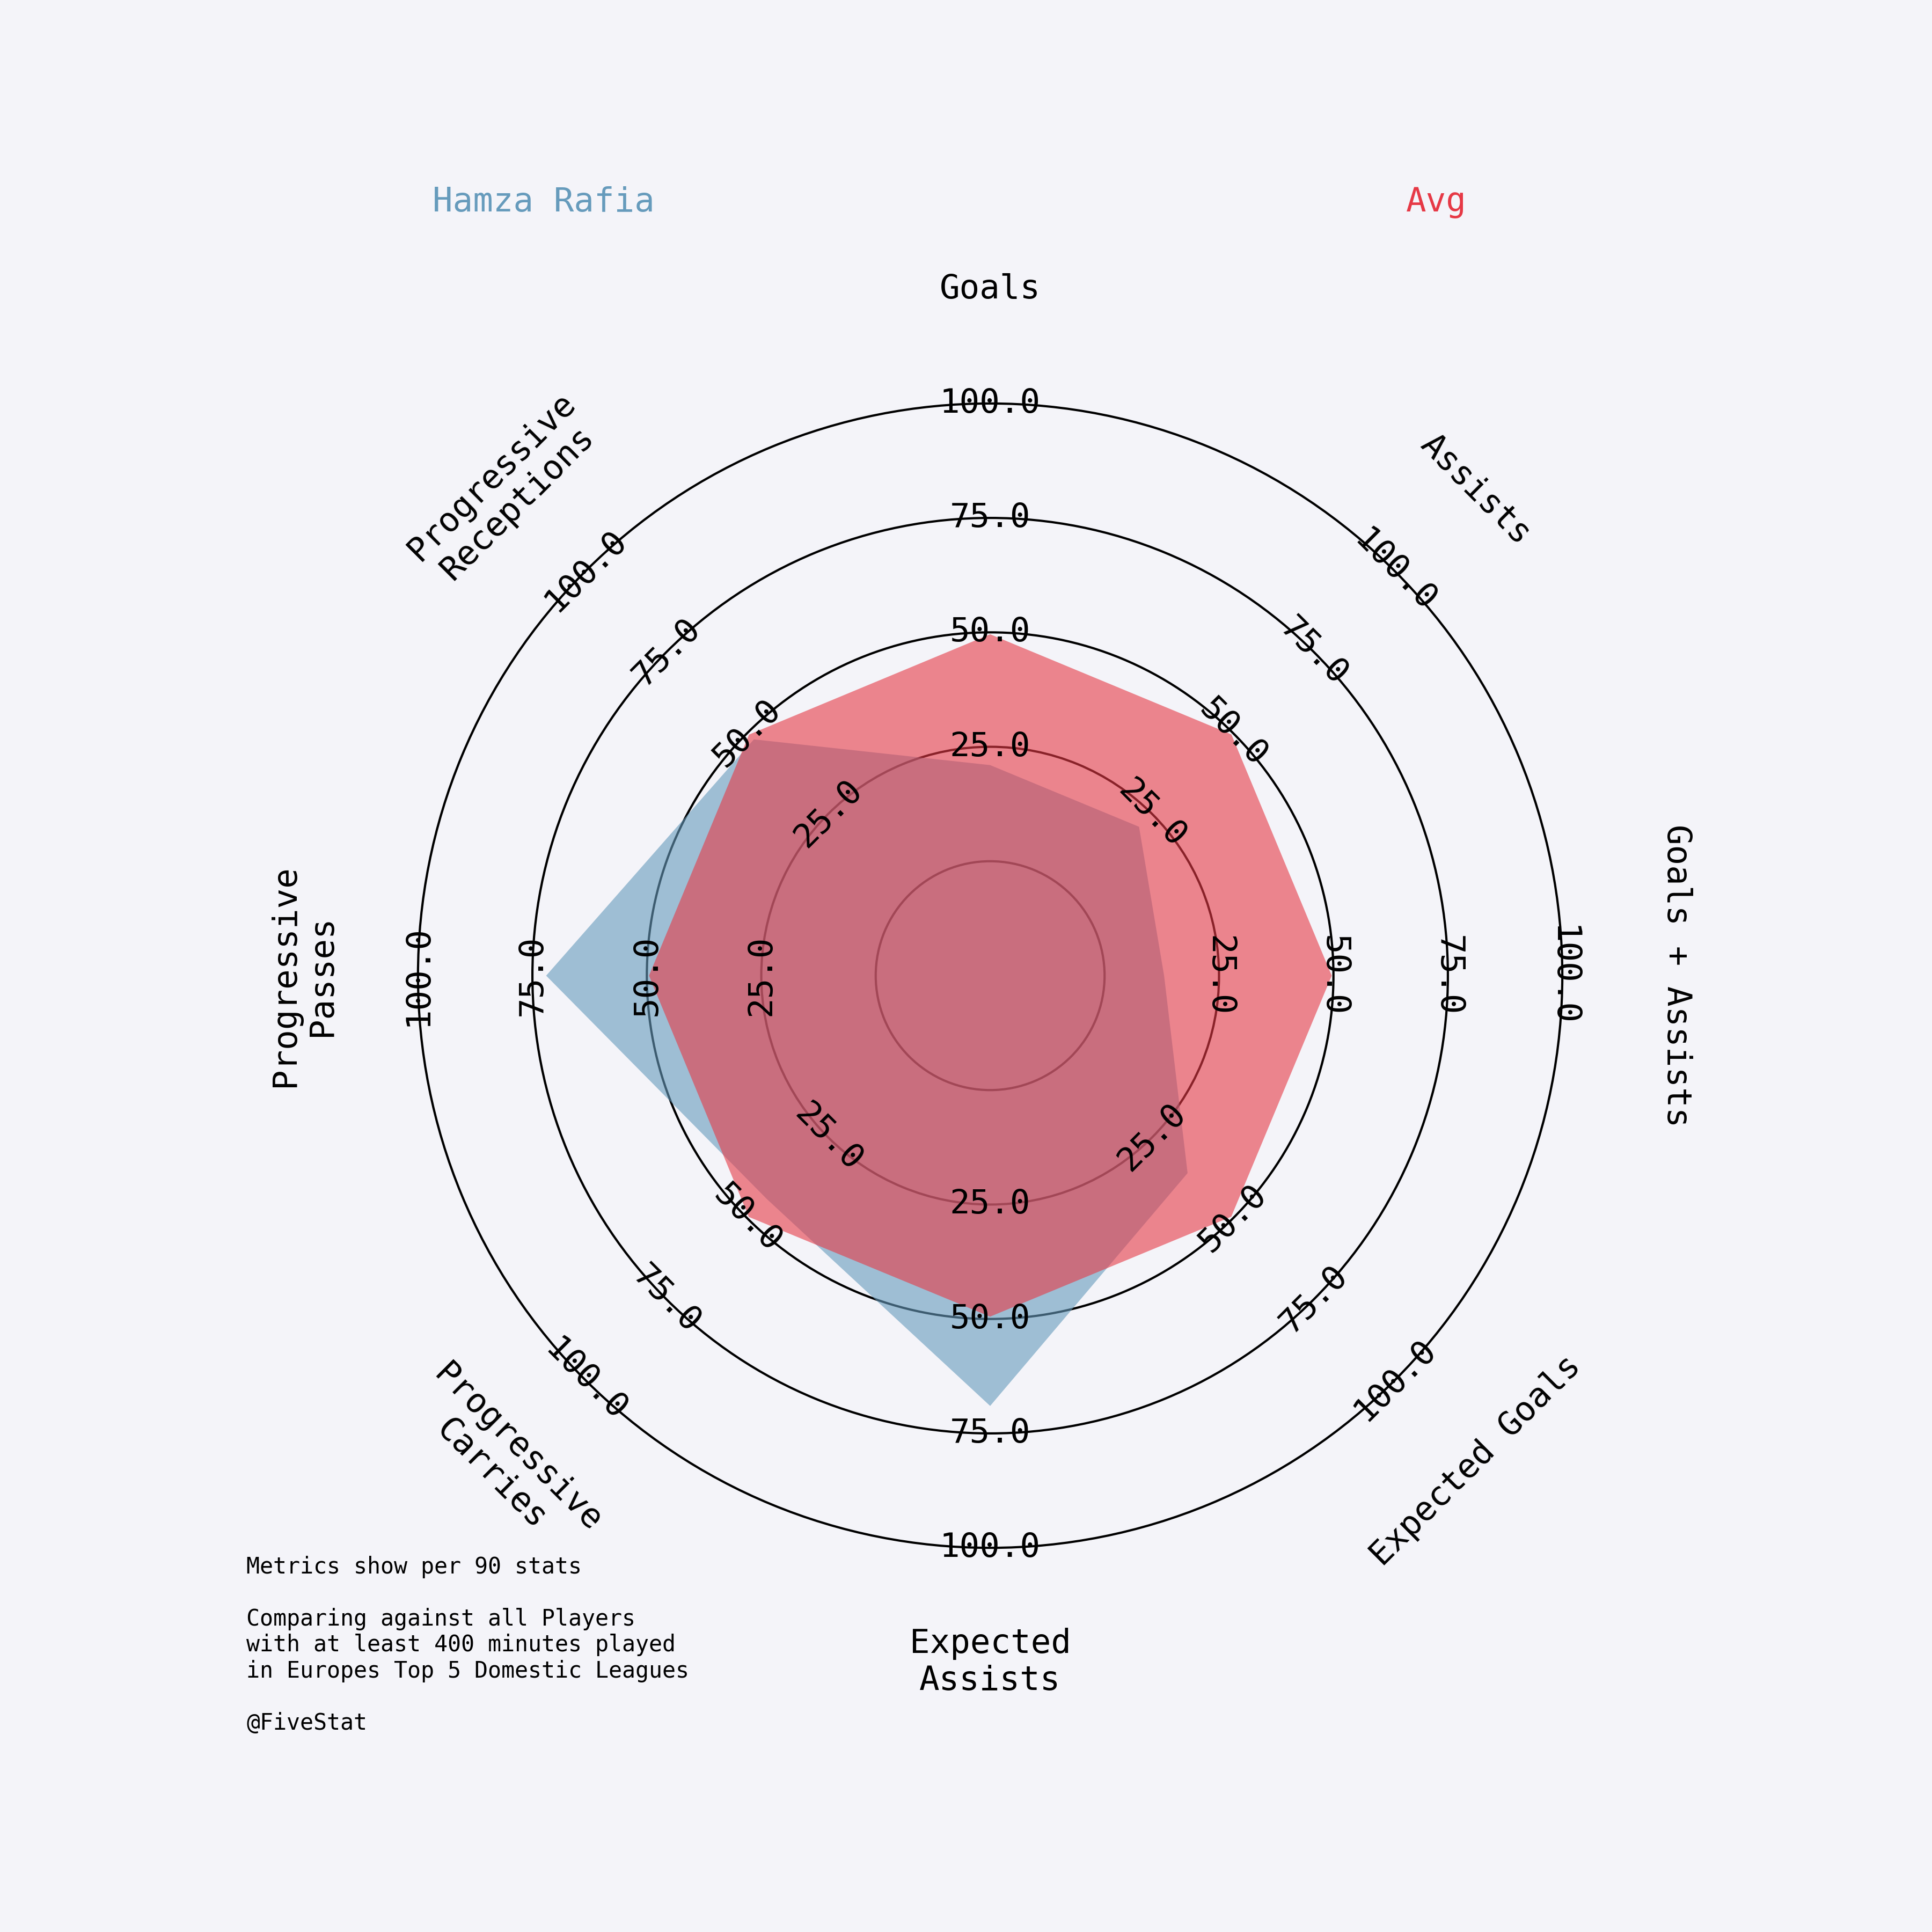 Hamza Rafia
Avg
Goals
Assists
Goals + Assists
Expected Goals
Expected
Assists
Progressive
Carries
Progressive
Passes
Progressive
Receptions
25.0
50.0
75.0
100.0
25.0
50.0
75.0
100.0
25.0
50.0
75.0
100.0
25.0
50.0
75.0
100.0
25.0
50.0
75.0
100.0
25.0
50.0
75.0
100.0
25.0
50.0
75.0
100.0
25.0
50.0
75.0
100.0
Metrics show per 90 stats
Comparing against all Players
with at least 400 minutes played
in Europes Top 5 Domestic Leagues
@FiveStat